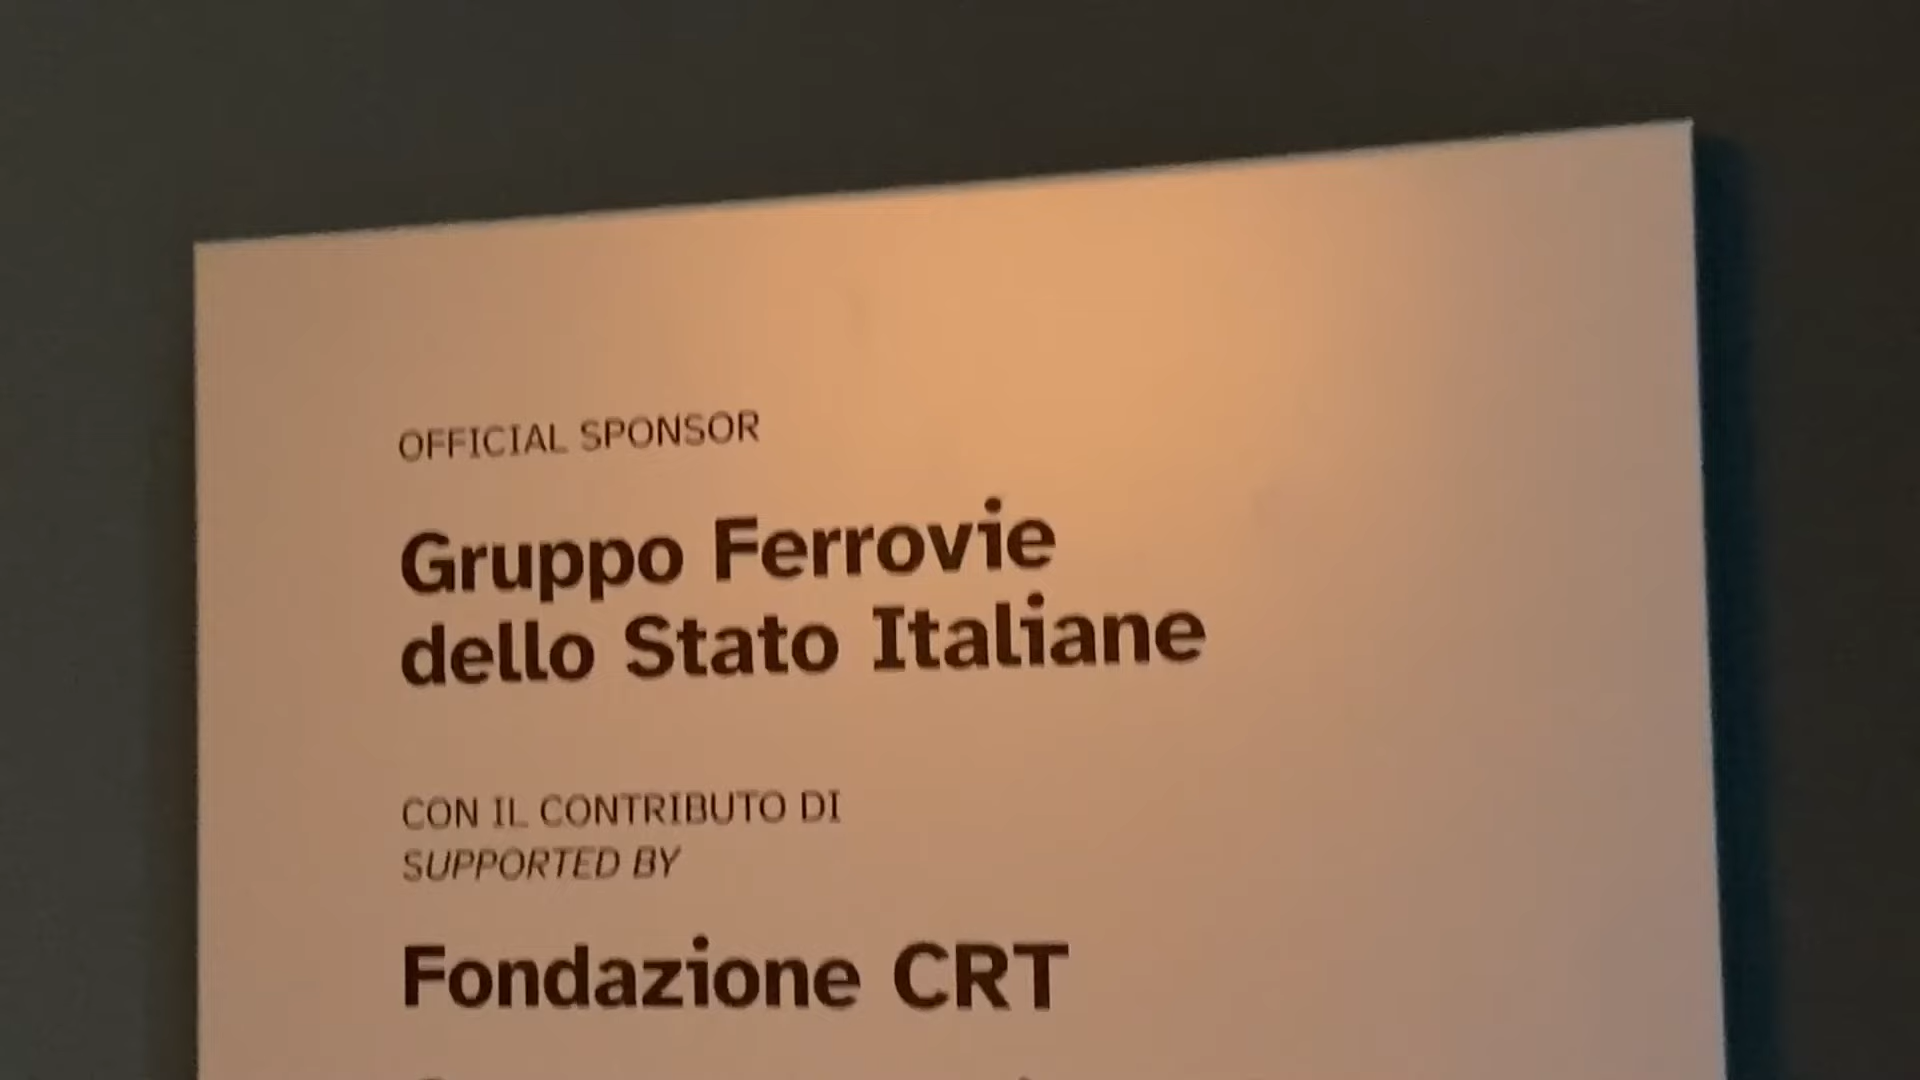 OFFICIAL SPONSOR
Gruppo Ferrovie
dello Stato Italiane
CON IL CONTRIBUTO DI
SUPPORTED BY
Fondazione CRT